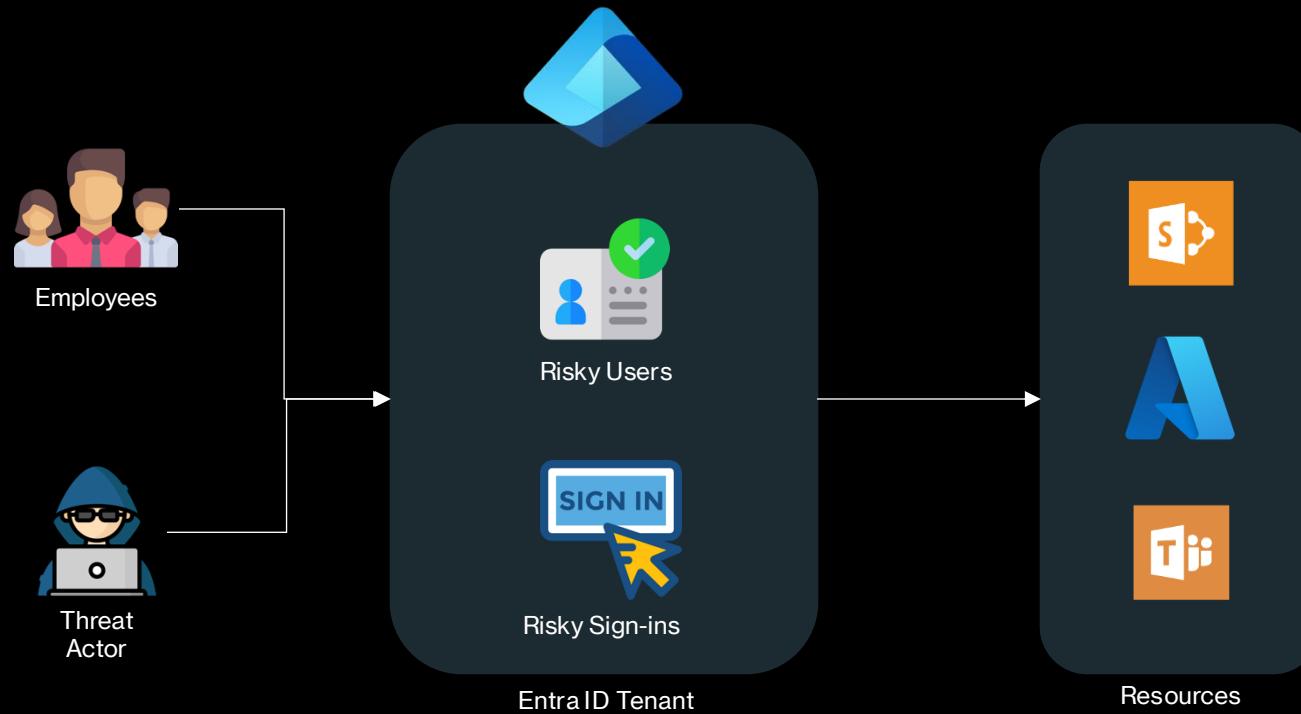 Employees
Threat
Actor
Risky Users
SIGN IN
Risky Sign-ins
Entra ID Tenant
S
T
Resources